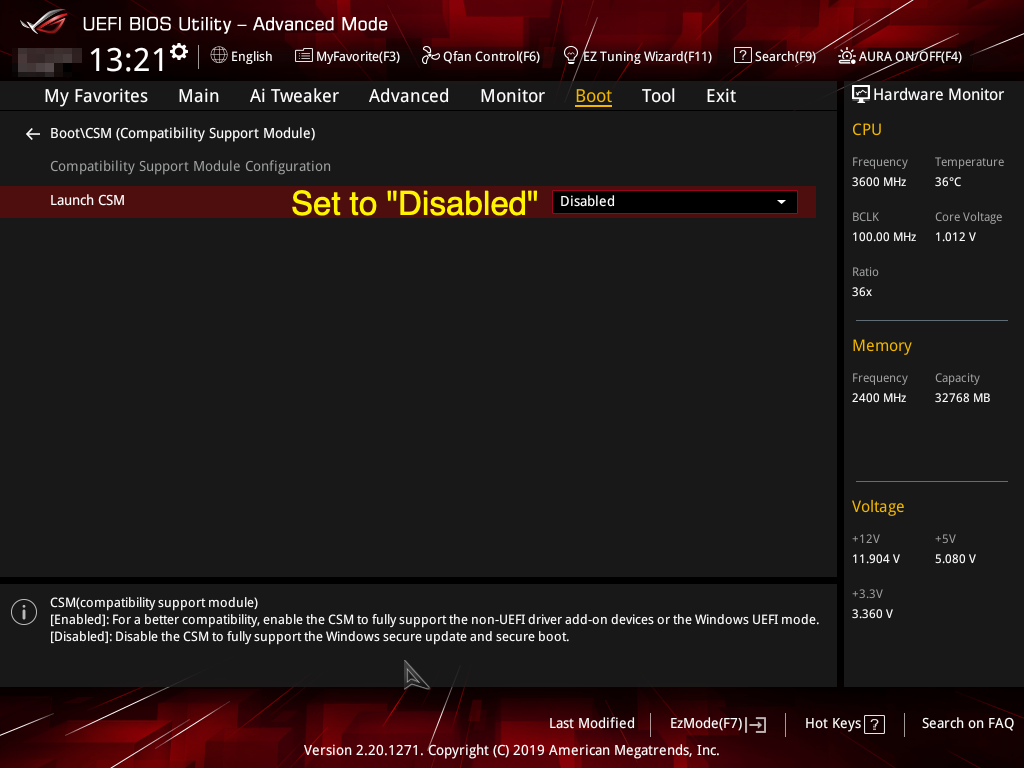 UEFI BIOS Utility – Advanced Mode
13:21 English MyFavorite(F3) Qfan Control(F6) EZ Tuning Wizard(F11) ? Search(F9) AURA ON/OFF(F4)
My Favorites Main Ai Tweaker Advanced Monitor Boot Tool Exit
← Boot\CSM (Compatibility Support Module)
Compatibility Support Module Configuration
Launch CSM Set to "Disabled" Disabled
CSM(compatibility support module)
[Enabled]: For a better compatibility, enable the CSM to fully support the non-UEFI driver add-on devices or the Windows UEFI mode.
[Disabled]: Disable the CSM to fully support the Windows secure update and secure boot.
Hardware Monitor
CPU
Frequency Temperature
3600 MHz 36°C
BCLK Core Voltage
100.00 MHz 1.012 V
Ratio
36x
Memory
Frequency Capacity
2400 MHz 32768 MB
Voltage
+12V +5V
11.904 V 5.080 V
+3.3V
3.360 V
Last Modified EzMode(F7) Hot Keys ? Search on FAQ
Version 2.20.1271. Copyright (C) 2019 American Megatrends, Inc.